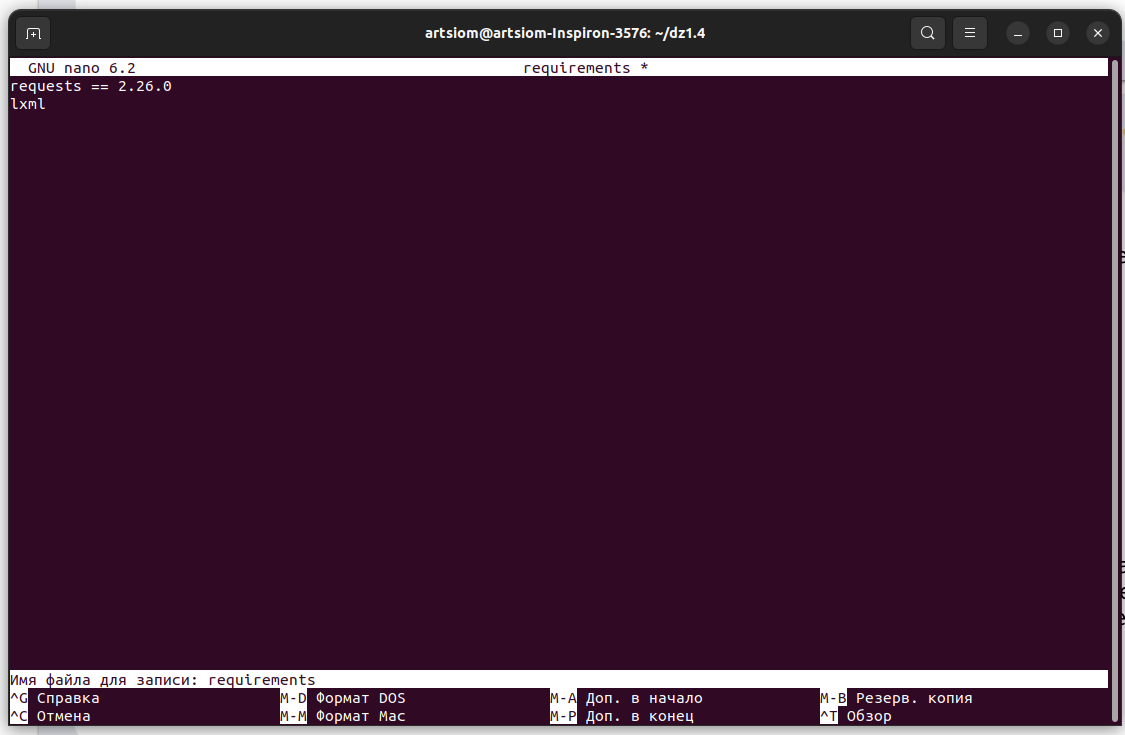 artsiom@artsiom-Inspiron-3576: ~/dz1.4
GNU nano 6.2 requirements *
requests == 2.26.0
lxml
Имя файла для записи: requirements
^G Справка M-D Формат DOS M-A Доп. в начало M-B Резерв. копия
^C Отмена M-M Формат Mac M-P Доп. в конец ^T Обзор